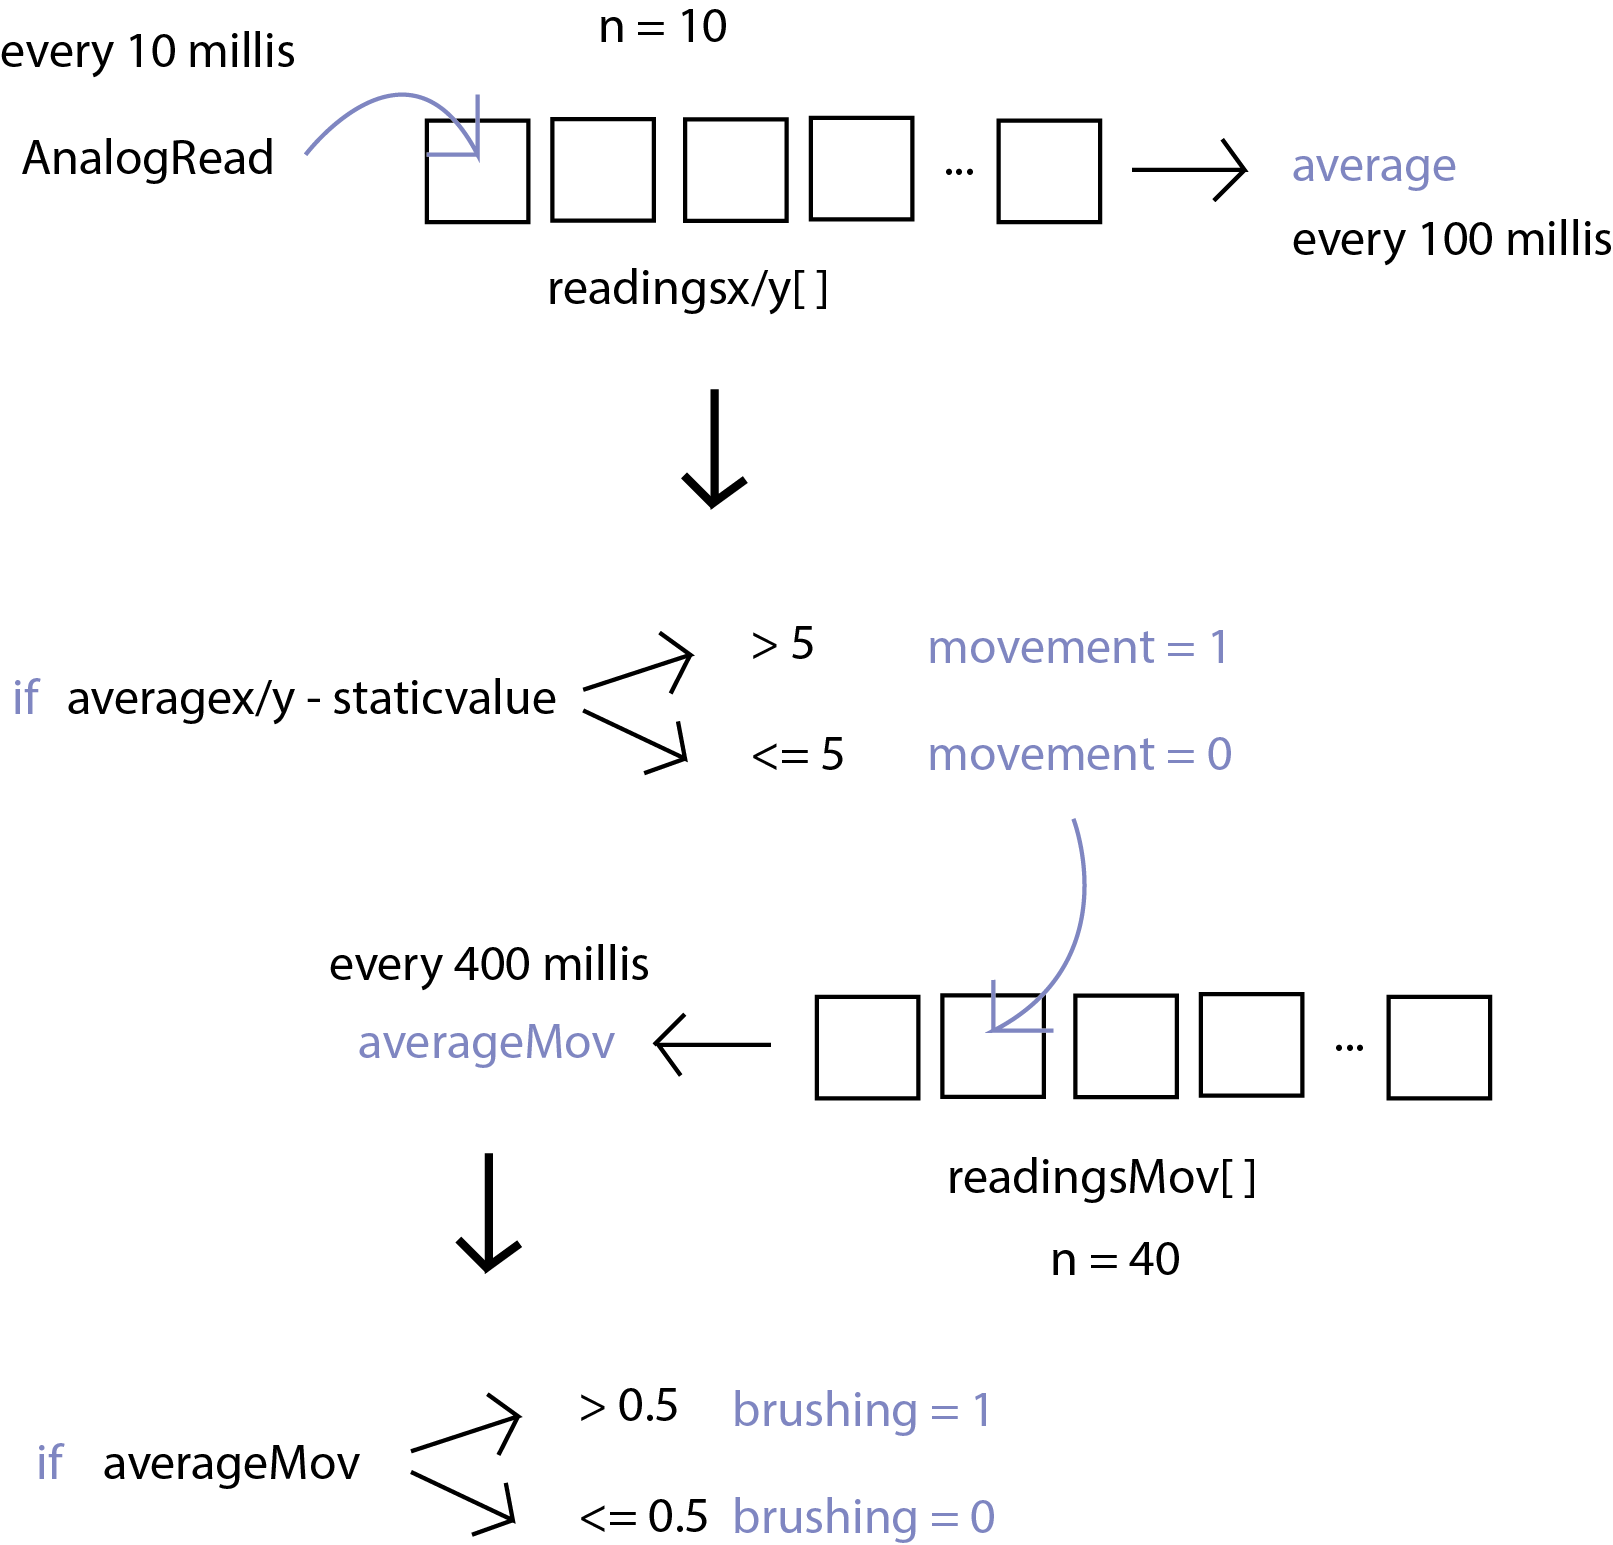 n = 10
every 10 millis
AnalogRead
...
average
every 100 millis
readingsx/y[ ]
> 5 movement = 1
if averagex/y - staticvalue
<= 5 movement = 0
every 400 millis
averageMov
...
readingsMov[ ]
n = 40
> 0.5 brushing = 1
if averageMov
<= 0.5 brushing = 0